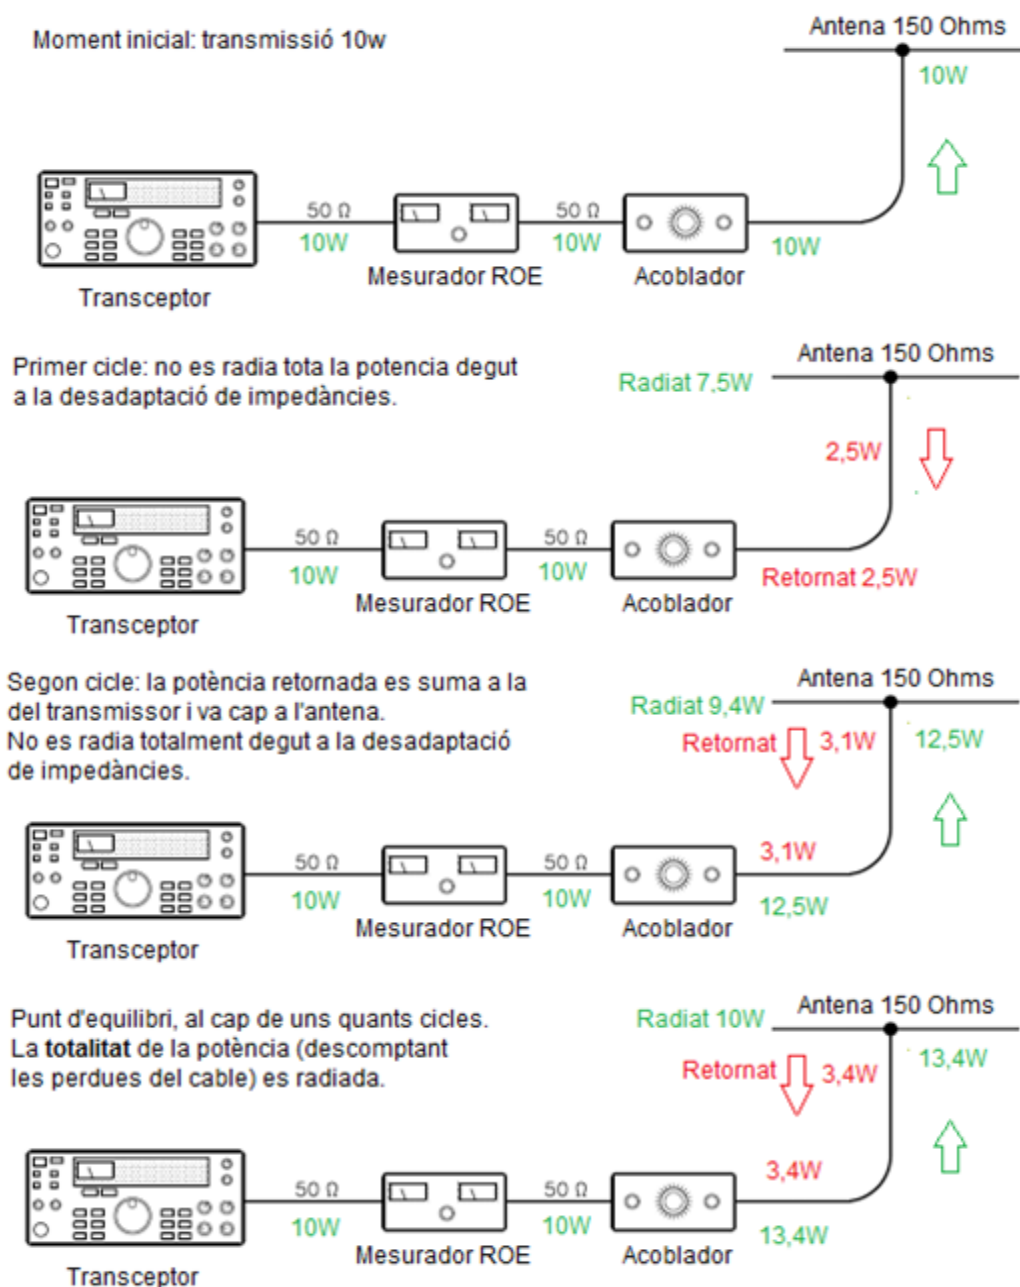 Moment inicial: transmissió 10w
Antena 150 Ohms
10W
50 Ω
10W
50 Ω
10W
10W
Transceptor
Mesurador ROE
Acoblador
Primer cicle: no es radia tota la potencia degut
a la desadaptació de impedàncies.
Antena 150 Ohms
Radiat 7,5W
2,5W
50 Ω
10W
50 Ω
10W
Retornat 2,5W
Transceptor
Mesurador ROE
Acoblador
Segon cicle: la potència retornada es suma a la
del transmissor i va cap a l'antena.
No es radia totalment degut a la desadaptació
de impedàncies.
Antena 150 Ohms
Radiat 9,4W
Retornat
3,1W
12,5W
50 Ω
10W
50 Ω
10W
3,1W
12,5W
Transceptor
Mesurador ROE
Acoblador
Punt d'equilibri, al cap de uns quants cicles.
La totalitat de la potència (descomptant
les perdues del cable) es radiada.
Antena 150 Ohms
Radiat 10W
Retornat
3,4W
13,4W
50 Ω
10W
50 Ω
10W
3,4W
13,4W
Transceptor
Mesurador ROE
Acoblador